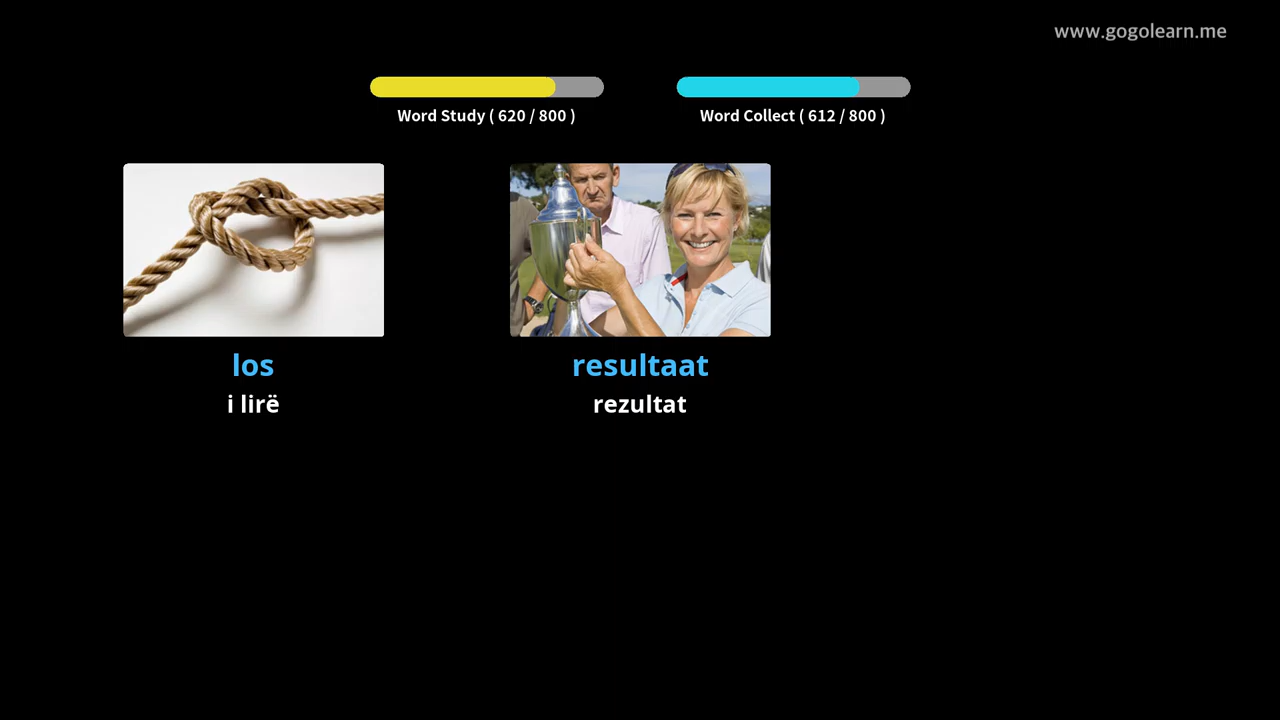 www.gogolearn.me
Word Study ( 620 / 800 )
Word Collect ( 612 / 800 )
los
i lirë
resultaat
rezultat